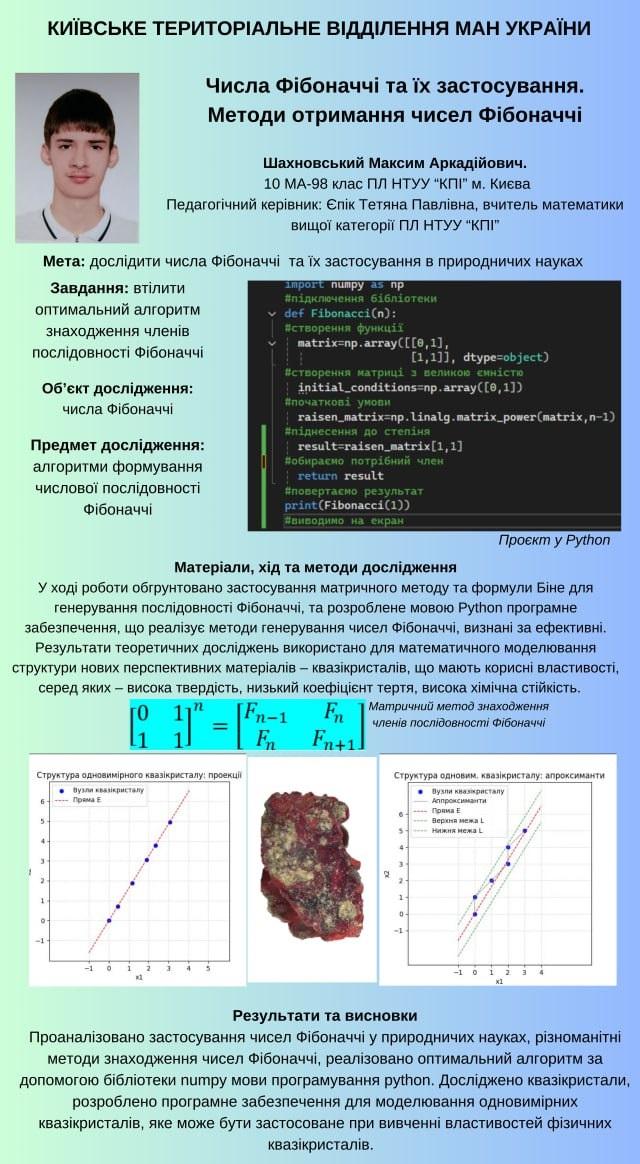 КИЇВСЬКЕ ТЕРИТОРІАЛЬНЕ ВІДДІЛЕННЯ МАН УКРАЇНИ
Числа Фібоначчі та їх застосування.
Методи отримання чисел Фібоначчі
Шахновський Максим Аркадійович.
10 МА-98 клас ПЛ НТУУ “КПІ” м. Києва
Педагогічний керівник: Єпік Тетяна Павлівна, вчитель математики
вищої категорії ПЛ НТУУ “КПІ”
Мета: дослідити числа Фібоначчі та їх застосування в природничих науках
Завдання: втілити
оптимальний алгоритм
знаходження членів
послідовності Фібоначчі
Об’єкт дослідження:
числа Фібоначчі
Предмет дослідження:
алгоритми формування
числової послідовності
Фібоначчі
import numpy as np
#підключення бібліотеки
def Fibonacci(n):
#створення функції
matrix=np.array([[0,1],
[1,1]], dtype=object)
#створення матриці з великою ємністю
initial_conditions=np.array([0,1])
#початкові умови
raisen_matrix=np.linalg.matrix_power(matrix,n-1)
#піднесення до степіня
result=raisen_matrix[1,1]
#обираємо потрібний член
return result
#повертаємо результат
print(Fibonacci(1))
#виводимо на екран
Проєкт у Python
Матеріали, хід та методи дослідження
У ході роботи обгрунтовано застосування матричного методу та формули Біне для
генерування послідовності Фібоначчі, та розроблене мовою Python програмне
забезпечення, що реалізує методи генерування чисел Фібоначчі, визнані за ефективні.
Результати теоретичних досліджень використано для математичного моделювання
структури нових перспективних матеріалів – квазікристалів, що мають корисні властивості,
серед яких – висока твердість, низький коефіцієнт тертя, висока хімічна стійкість.
[0 1]ⁿ = [Fₙ₋₁ Fₙ]
[1 1] [Fₙ Fₙ₊₁]
Матричний метод знаходження
членів послідовності Фібоначчі
Структура одновимірного квазікристалу: проекції
Вузли квазікристалу
Пряма E
6
5
4
3
2
1
0
−1
−1 0 1 2 3 4 5
x1
Структура одновим. квазікристалу: апроксиманти
Вузли квазікристалу
Аппроксиманти
Пряма E
Верхня межа L
Нижня межа L
x2
6
5
4
3
2
1
0
−1
−1 0 1 2 3 4
x1
Результати та висновки
Проаналізовано застосування чисел Фібоначчі у природничих науках, різноманітні
методи знаходження чисел Фібоначчі, реалізовано оптимальний алгоритм за
допомогою бібліотеки numpy мови програмування python. Досліджено квазікристали,
розроблено програмне забезпечення для моделювання одновимірних
квазікристалів, яке може бути застосоване при вивченні властивостей фізичних
квазікристалів.